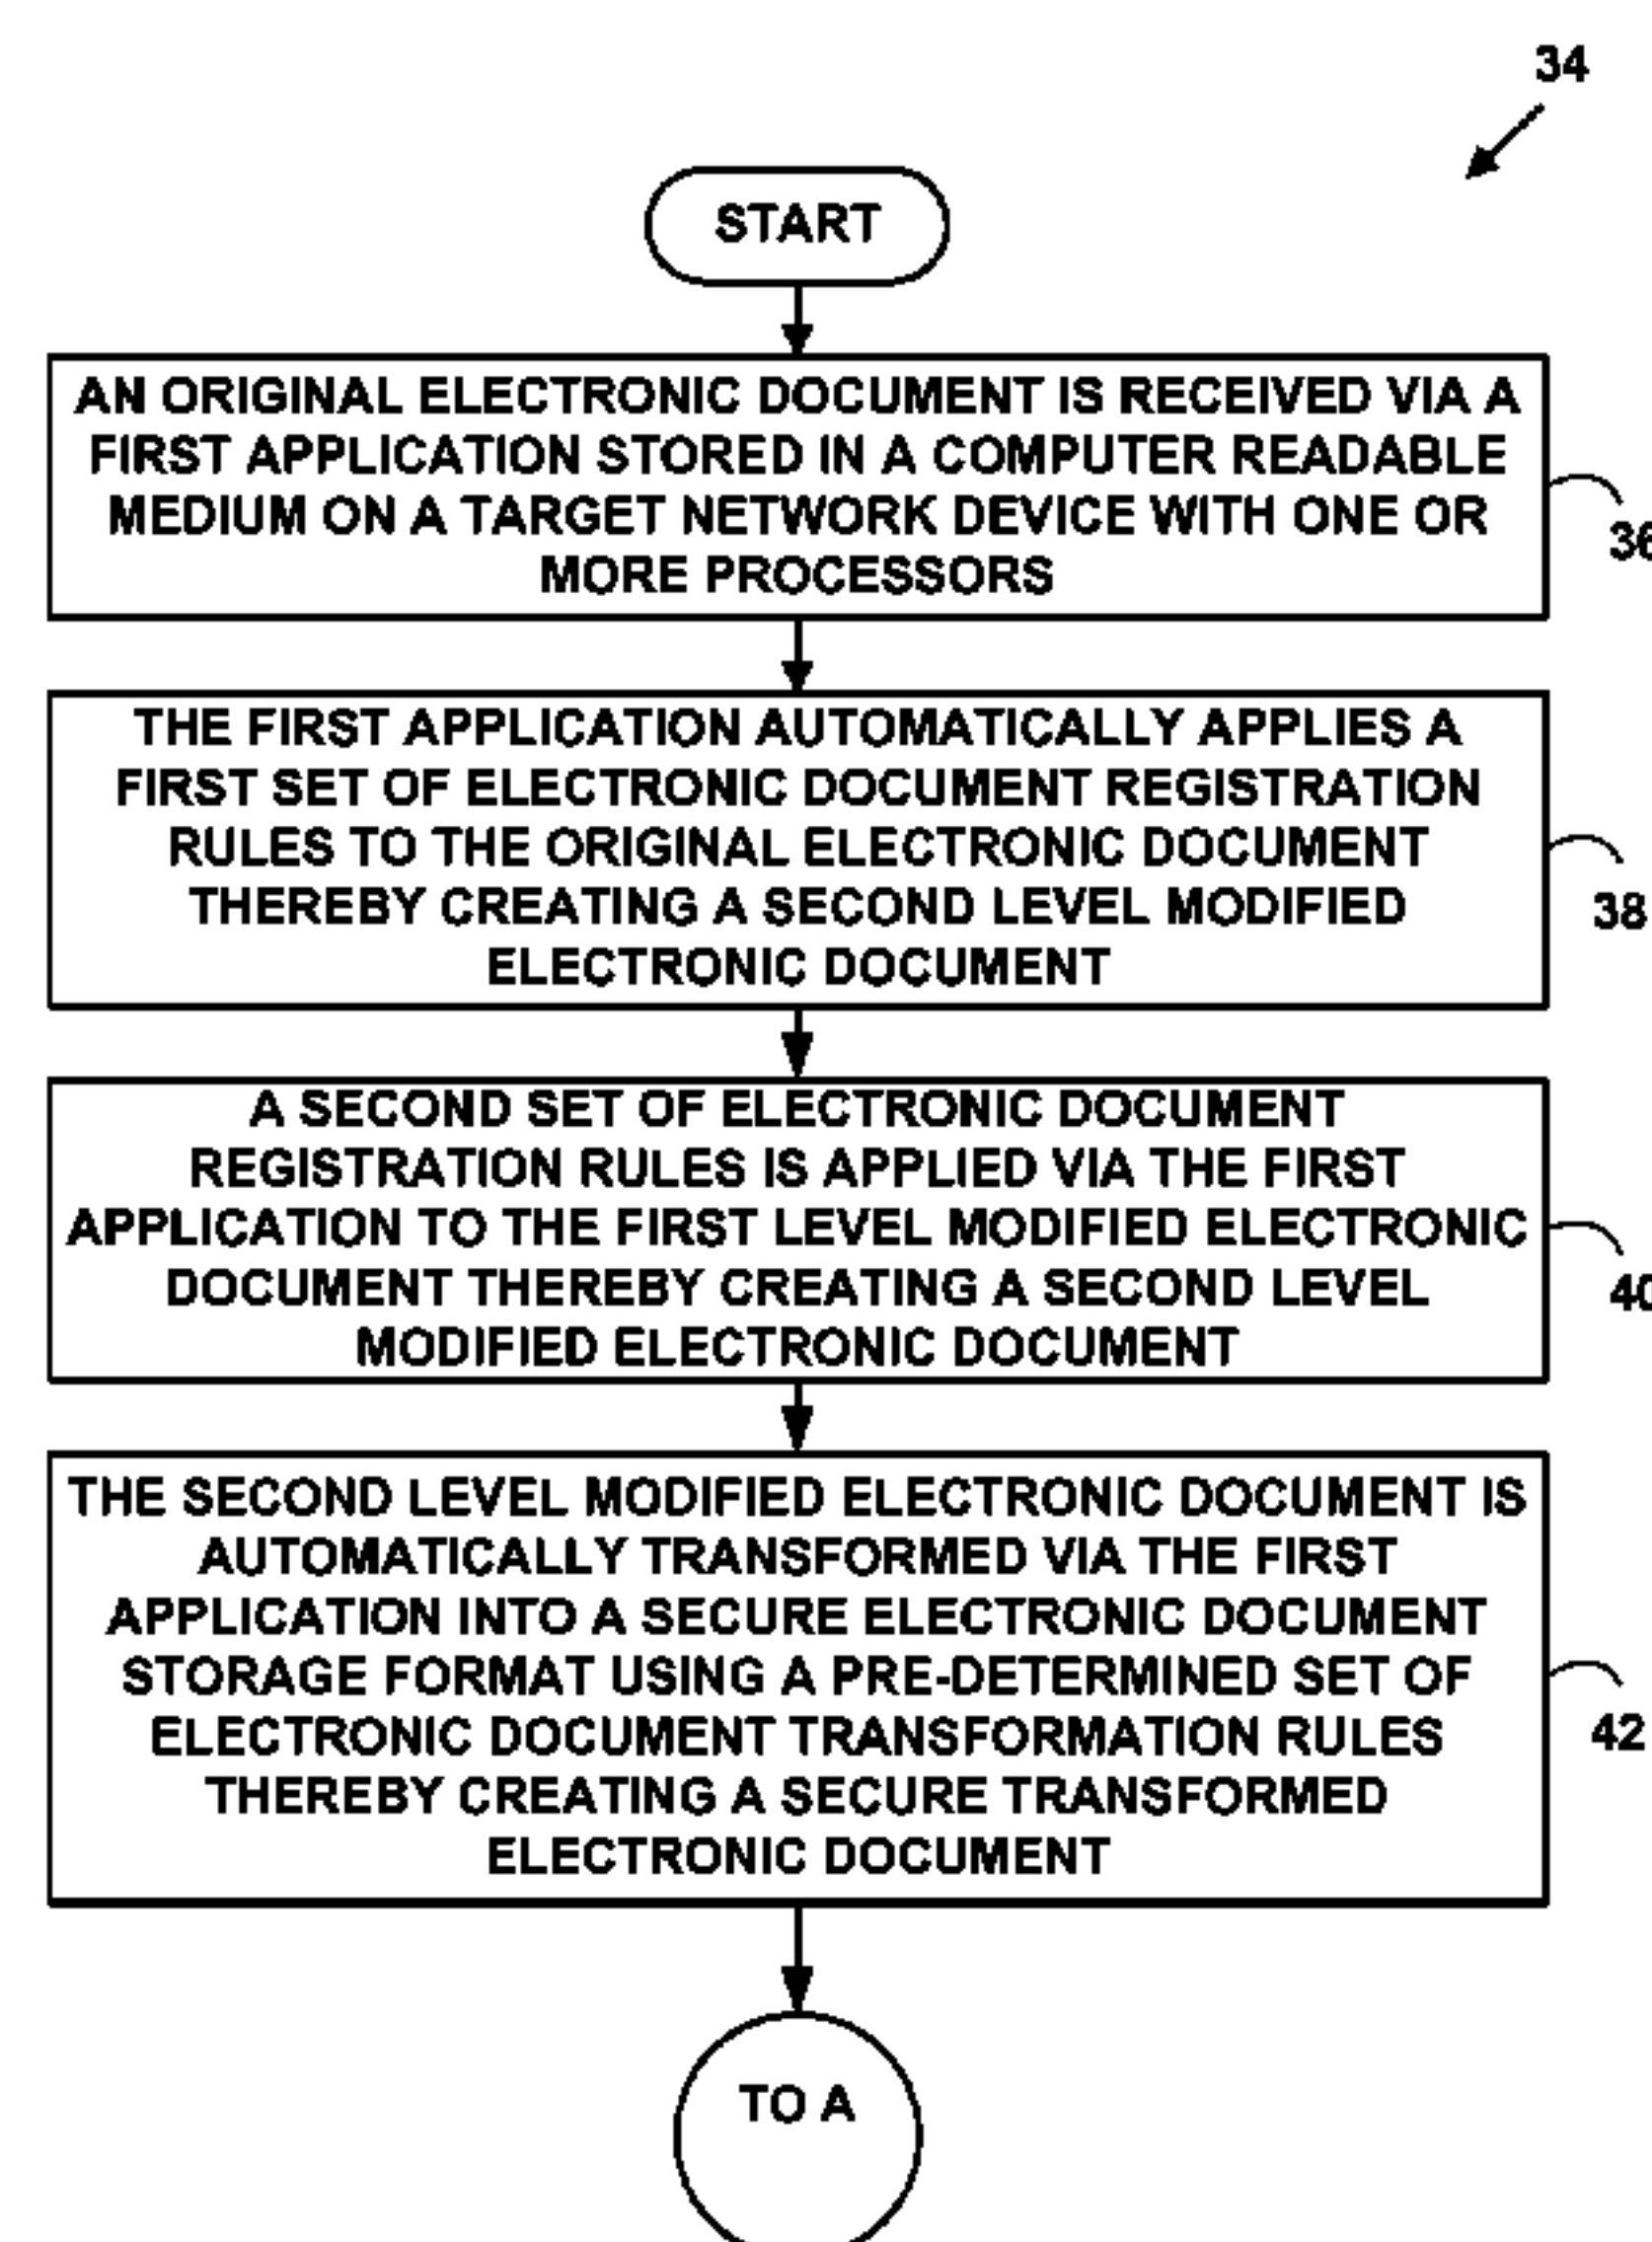 34
START
AN ORIGINAL ELECTRONIC DOCUMENT IS RECEIVED VIA A
FIRST APPLICATION STORED IN A COMPUTER READABLE
MEDIUM ON A TARGET NETWORK DEVICE WITH ONE OR
MORE PROCESSORS
36
THE FIRST APPLICATION AUTOMATICALLY APPLIES A
FIRST SET OF ELECTRONIC DOCUMENT REGISTRATION
RULES TO THE ORIGINAL ELECTRONIC DOCUMENT
THEREBY CREATING A SECOND LEVEL MODIFIED
ELECTRONIC DOCUMENT
38
A SECOND SET OF ELECTRONIC DOCUMENT
REGISTRATION RULES IS APPLIED VIA THE FIRST
APPLICATION TO THE FIRST LEVEL MODIFIED ELECTRONIC
DOCUMENT THEREBY CREATING A SECOND LEVEL
MODIFIED ELECTRONIC DOCUMENT
40
THE SECOND LEVEL MODIFIED ELECTRONIC DOCUMENT IS
AUTOMATICALLY TRANSFORMED VIA THE FIRST
APPLICATION INTO A SECURE ELECTRONIC DOCUMENT
STORAGE FORMAT USING A PRE-DETERMINED SET OF
ELECTRONIC DOCUMENT TRANSFORMATION RULES
THEREBY CREATING A SECURE TRANSFORMED
ELECTRONIC DOCUMENT
42
TO A